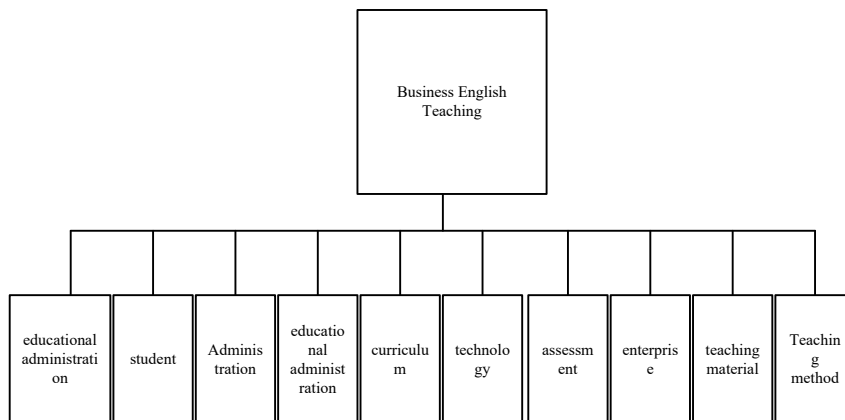 Business English
Teaching
educational
administrati
on
student
Adminis
tration
educatio
nal
administ
ration
curriculu
m
technolo
gy
assessm
ent
enterpris
e
teaching
material
Teachin
g
method